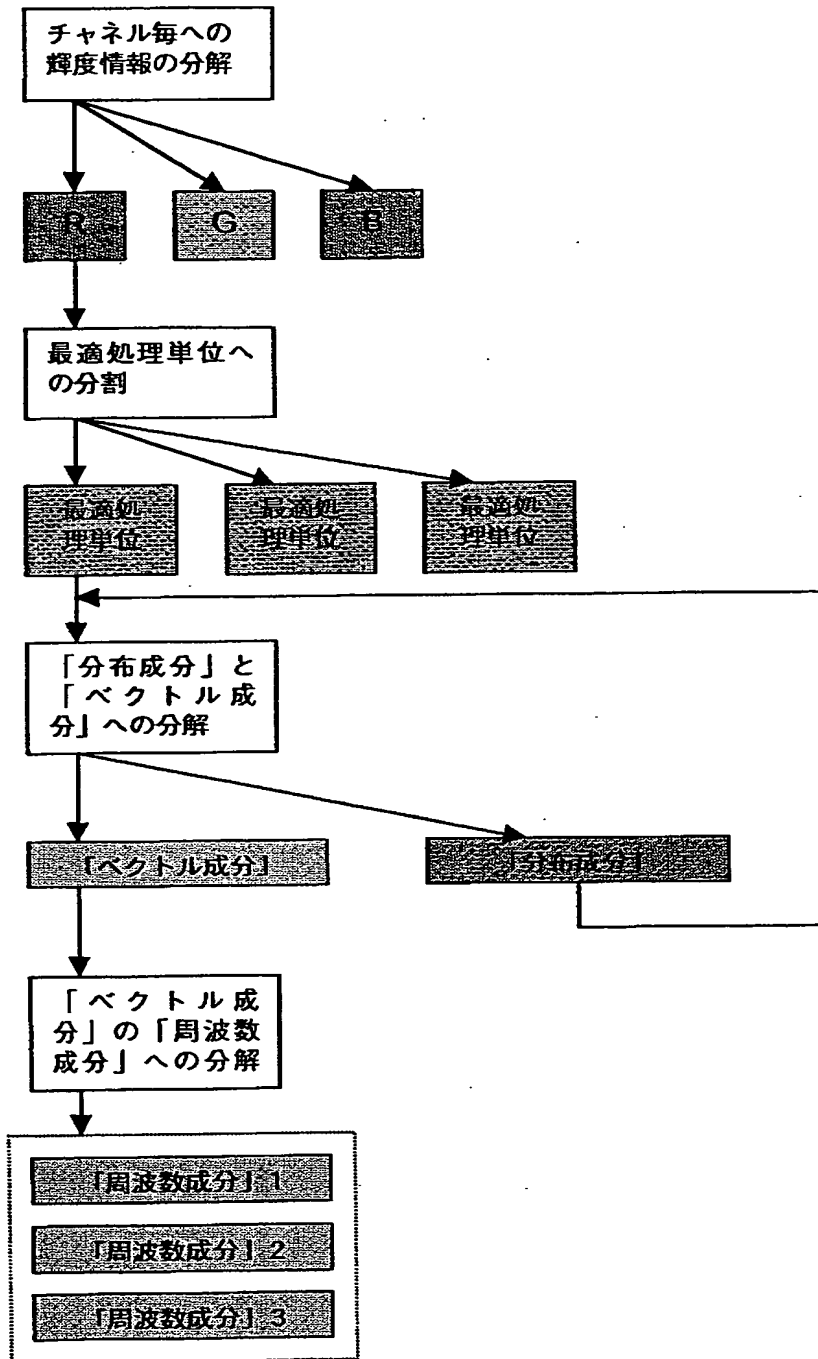 チャネル毎への
輝度情報の分解
R
G
B
最適処理単位へ
の分割
最適処
理単位
最適処
理単位
最適処
理単位
「分布成分」と
「ベクトル成
分」への分解
「ベクトル成分」
「分布成分」
「ベクトル成
分」の「周波数
成分」への分解
「周波数成分」1
「周波数成分」2
「周波数成分」3